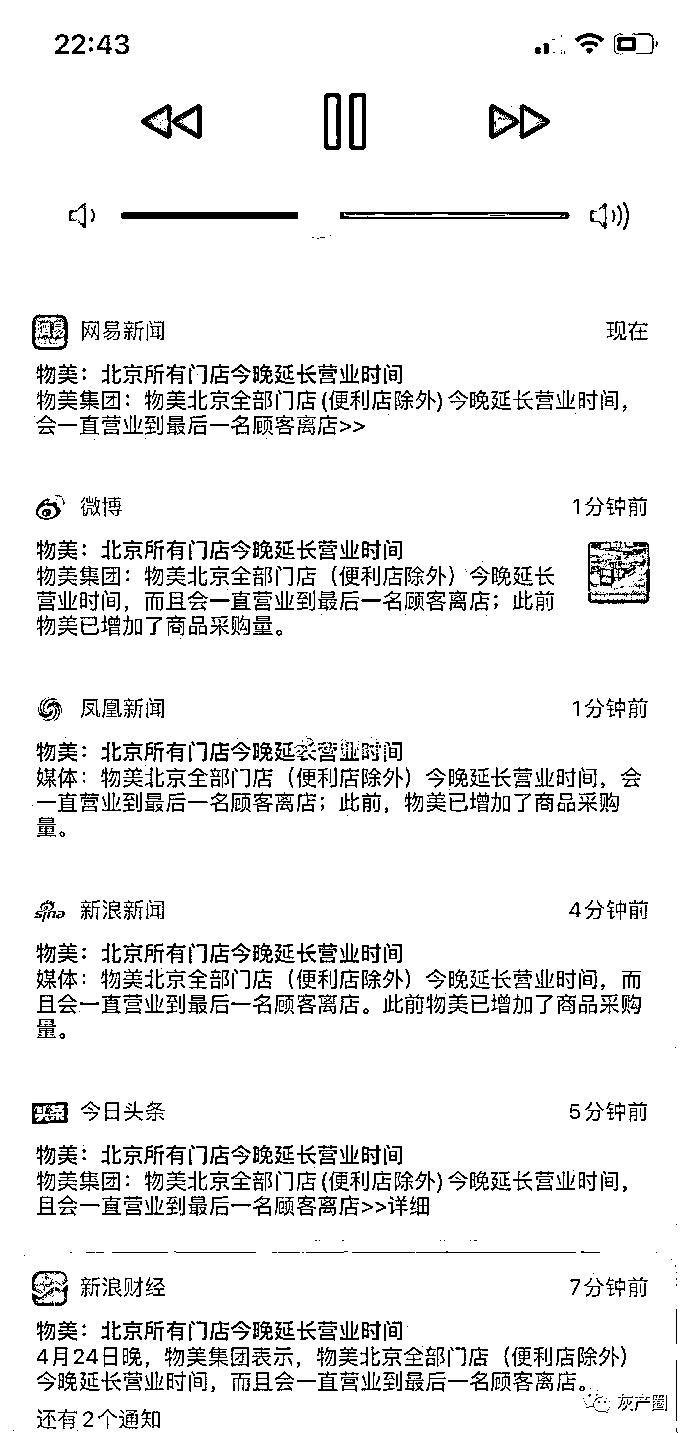 22:43
网易新闻 现在
物美：北京所有门店今晚延长营业时间
物美集团：物美北京全部门店(便利店除外)今晚延长营业时间，
会一直营业到最后一名顾客离店>>
微博 1分钟前
物美：北京所有门店今晚延长营业时间
物美集团：物美北京全部门店（便利店除外）今晚延长
营业时间，而且会一直营业到最后一名顾客离店；此前
物美已增加了商品采购量。
凤凰新闻 1分钟前
物美：北京所有门店今晚延长营业时间
媒体：物美北京全部门店（便利店除外）今晚延长营业时间，会
一直营业到最后一名顾客离店；此前，物美已增加了商品采购
量。
sina 新浪新闻 4分钟前
物美：北京所有门店今晚延长营业时间
媒体：物美北京全部门店（便利店除外）今晚延长营业时间，而
且会一直营业到最后一名顾客离店。此前物美已增加了商品采购
量。
头条 今日头条 5分钟前
物美：北京所有门店今晚延长营业时间
物美集团：物美北京全部门店(便利店除外)今晚延长营业时间，
且会一直营业到最后一名顾客离店>>详细
新浪财经 7分钟前
物美：北京所有门店今晚延长营业时间
4月24日晚，物美集团表示，物美北京全部门店（便利店除外）
今晚延长营业时间，而且会一直营业到最后一名顾客离店。
还有2个通知
灰产圈